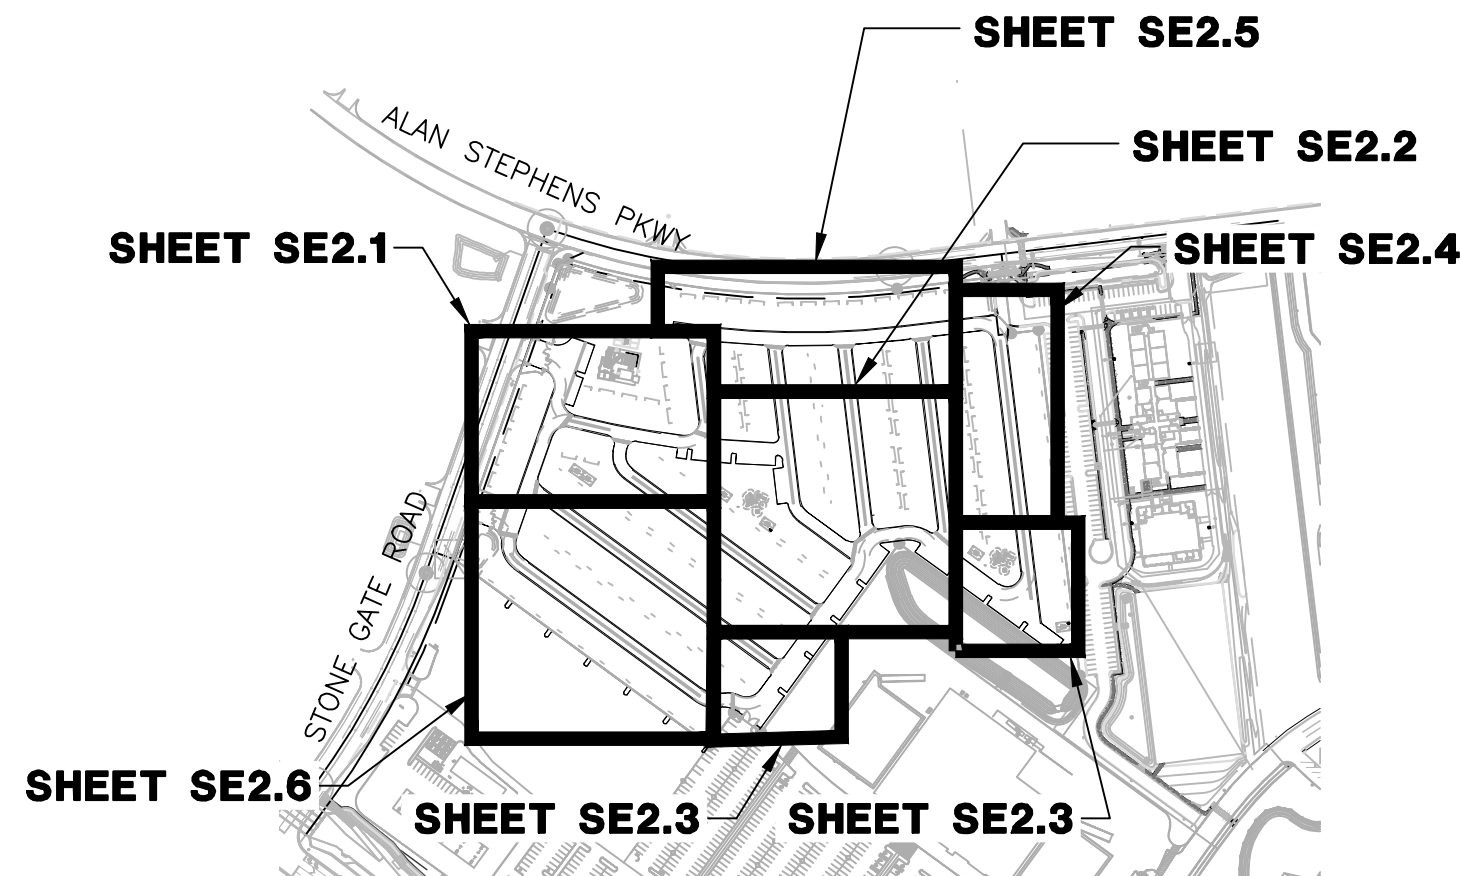 SHEET SE2.5
ALAN STEPHENS PKWY
SHEET SE2.2
SHEET SE2.1
SHEET SE2.4
STONE GATE ROAD
SHEET SE2.6
SHEET SE2.3
SHEET SE2.3